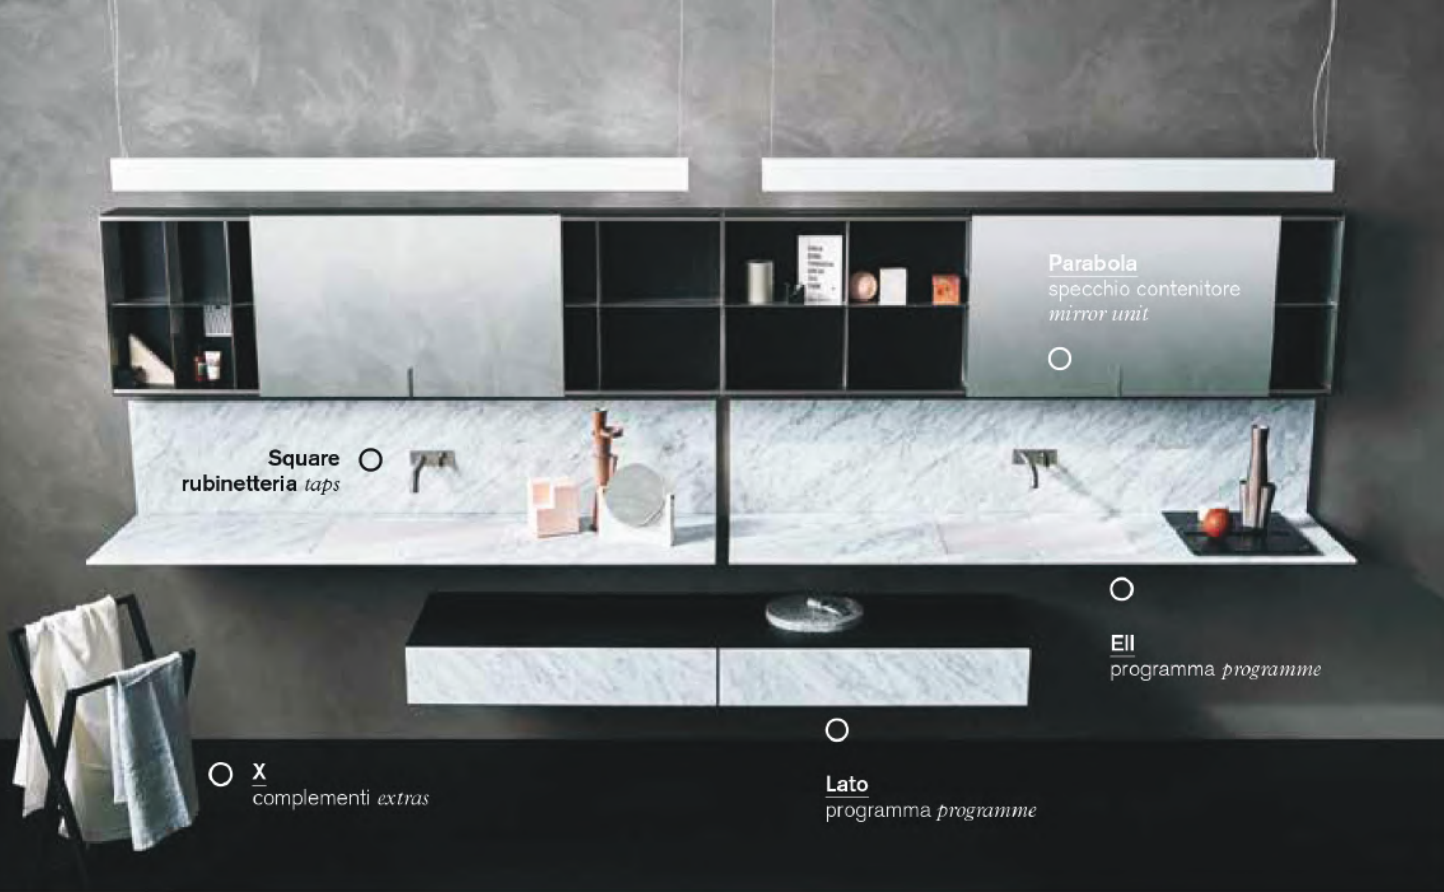 Parabola
specchio contenitore
mirror unit
Square
rubinetteria taps
Ell
programma programme
X
complementi extras
Lato
programma programme